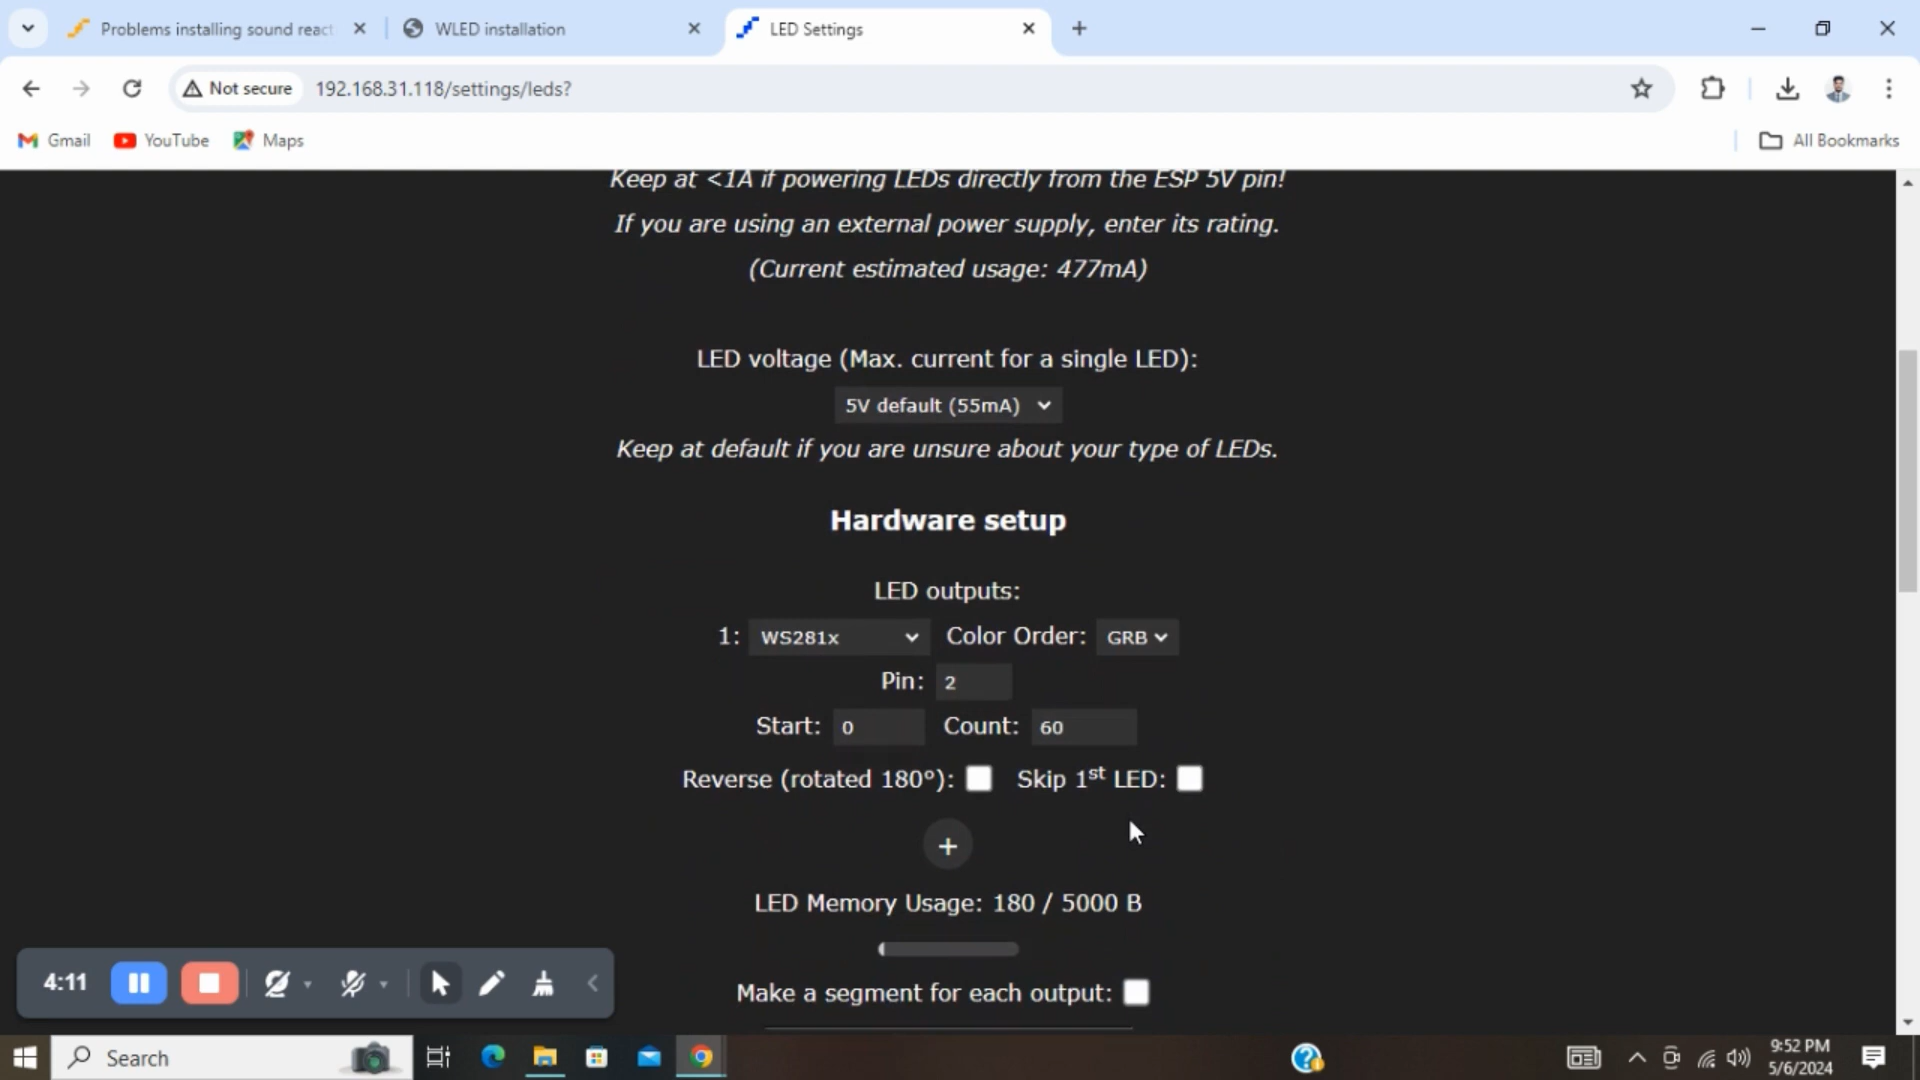 Problems installing sound react
WLED installation
LED Settings
Not secure
192.168.31.118/settings/leds?
Gmail
YouTube
Maps
All Bookmarks
Keep at <1A if powering LEDs directly from the ESP 5V pin!
If you are using an external power supply, enter its rating.
(Current estimated usage: 477mA)
LED voltage (Max. current for a single LED):
5V default (55mA)
Keep at default if you are unsure about your type of LEDs.
Hardware setup
LED outputs:
1: WS281x Color Order: GRB
Pin: 2
Start: 0 Count: 60
Reverse (rotated 180°): Skip 1st LED:
+
LED Memory Usage: 180 / 5000 B
Make a segment for each output:
4:11
Search
9:52 PM
5/6/2024